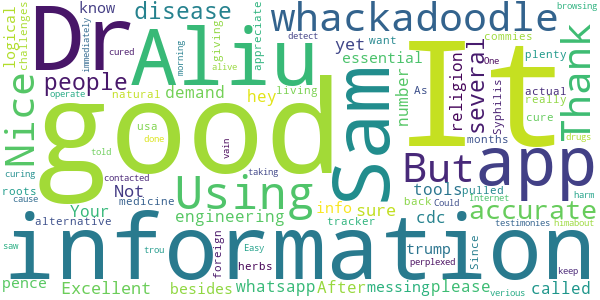 Dr
Aliu
good
It
information
Sam
app
But
Using
whackadoodle
Nice
Thank
accurate
disease
people
several
religion
know
logical
challenges
immediately
cured
morning
giving
alive
appreciate
detect
yet
want
essential
number
As
commies
One
plenty
browsing
actual
really
Syphilis
cure
drugs
operate
natural
demand
hey
living
usa
done
told
vain
taking
months
tools
pulled
Internet
harm
curing
roots
cause
contacted
Not
medicine
Your
engineering
info
sure
back
Could
testimonies
himabout
alternative
foreign
tracker
cdc
Since
perplexed
saw
trou
Easy
herbs
trump
keep
pence
Excellent
besides
whatsapp
After
messing
please
called
verious